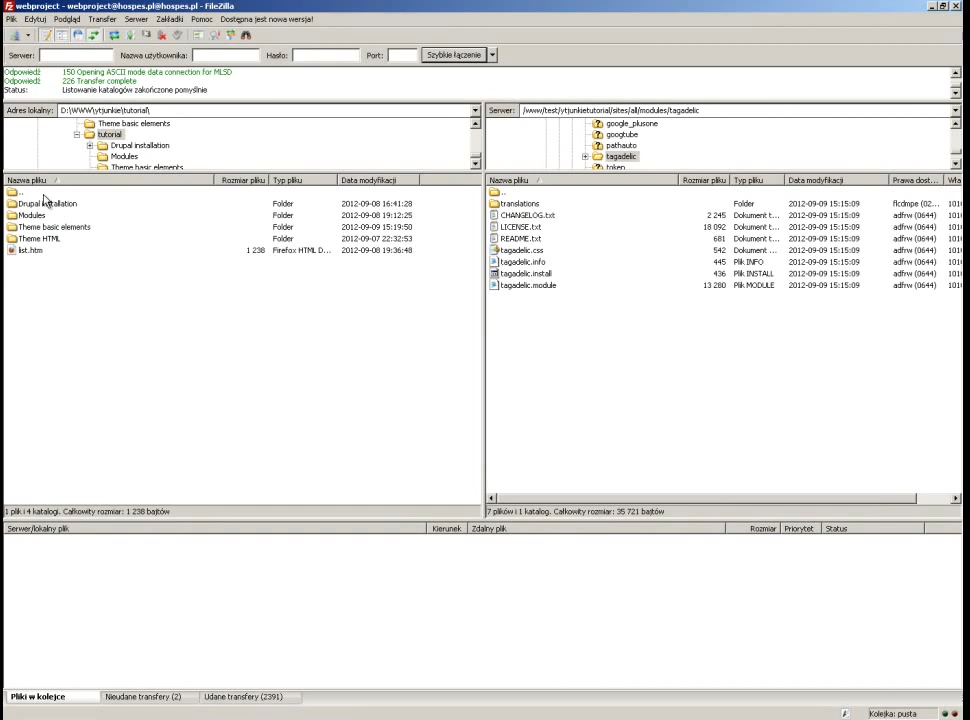 webproject - webproject@hospes.pl@hospes.pl - FileZilla
Plik Edytuj Podgląd Transfer Serwer Zakładki Pomoc Dostępna jest nowa wersja!
Serwer: Nazwa użytkownika: Hasło: Port: Szybkie łączenie
Odpowiedź: 150 Opening ASCII mode data connection for MLSD
Odpowiedź: 226 Transfer complete
Status: Listowanie katalogów zakończone pomyślnie
Adres lokalny: D:\WWW\ytjunkie\tutorial\
Theme basic elements
tutorial
Drupal installation
Modules
Theme basic elements
Serwer: /www/test/ytjunkietutorial/sites/all/modules/tagadelic
google_plusone
googtube
pathauto
tagadelic
token
Nazwa pliku Rozmiar pliku Typ pliku Data modyfikacji
..
Drupal installation Folder 2012-09-08 16:41:28
Modules Folder 2012-09-08 19:12:25
Theme basic elements Folder 2012-09-09 15:19:50
Theme HTML Folder 2012-09-07 22:32:53
list.htm 1 238 Firefox HTML D... 2012-09-08 19:36:48
1 plik i 4 katalogi. Całkowity rozmiar: 1 238 bajtów
Nazwa pliku Rozmiar pliku Typ pliku Data modyfikacji Prawa dost... Wła
..
translations Folder 2012-09-09 15:15:09 flcdmpe (02... 101
CHANGELOG.txt 2 245 Dokument t... 2012-09-09 15:15:09 adfrw (0644) 101
LICENSE.txt 18 092 Dokument t... 2012-09-09 15:15:09 adfrw (0644) 101
README.txt 681 Dokument t... 2012-09-09 15:15:09 adfrw (0644) 101
tagadelic.css 542 Dokument ... 2012-09-09 15:15:09 adfrw (0644) 101
tagadelic.info 445 Plik INFO 2012-09-09 15:15:09 adfrw (0644) 101
tagadelic.install 436 Plik INSTALL 2012-09-09 15:15:09 adfrw (0644) 101
tagadelic.module 13 280 Plik MODULE 2012-09-09 15:15:09 adfrw (0644) 101
7 plików i 1 katalog. Całkowity rozmiar: 35 721 bajtów
Serwer/lokalny plik Kierunek Zdalny plik Rozmiar Priorytet Status
Pliki w kolejce Nieudane transfery (2) Udane transfery (2391)
Kolejka: pusta